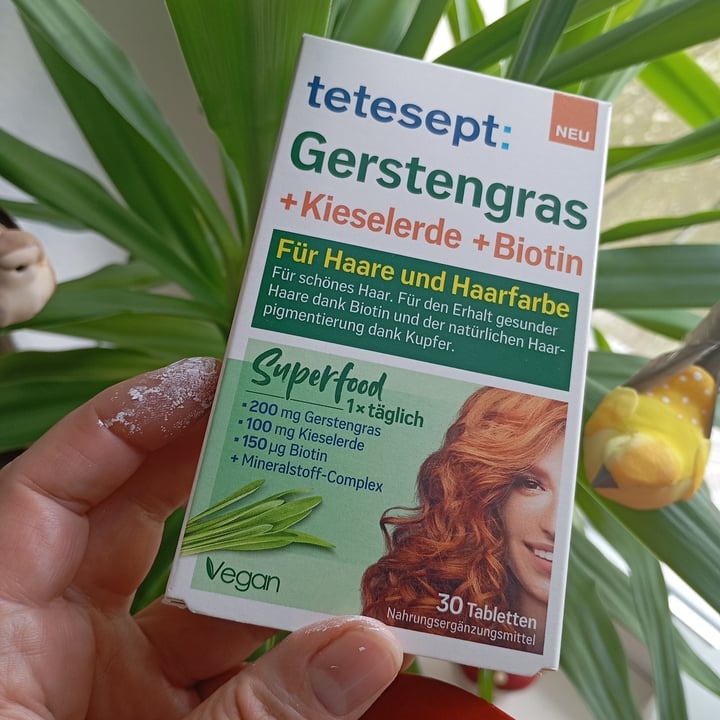 tetesept:
NEU
Gerstengras
+Kieselerde +Biotin
Für Haare und Haarfarbe
Für schönes Haar. Für den Erhalt gesunder
Haare dank Biotin und der natürlichen Haar-
pigmentierung dank Kupfer.
Superfood
1×täglich
• 200 mg Gerstengras
• 100 mg Kieselerde
• 150 µg Biotin
+ Mineralstoff-Complex
Vegan
30 Tabletten
Nahrungsergänzungsmittel